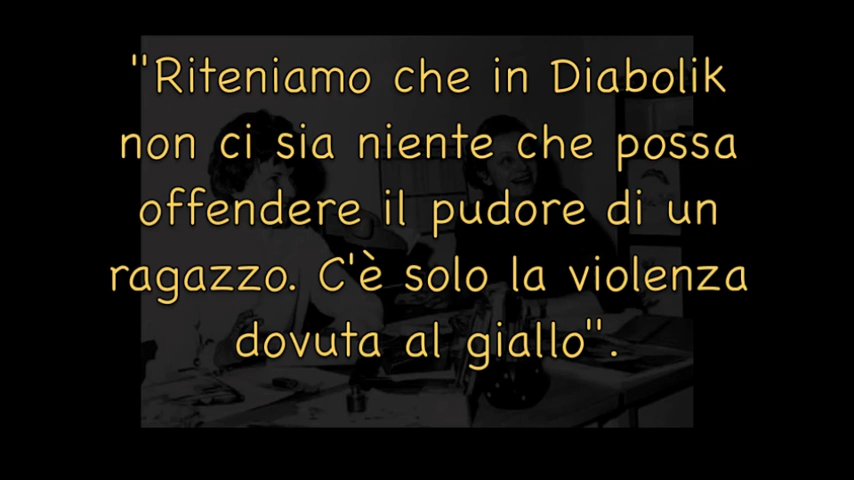 "Riteniamo che in Diabolik
non ci sia niente che possa
offendere il pudore di un
ragazzo. C'è solo la violenza
dovuta al giallo".